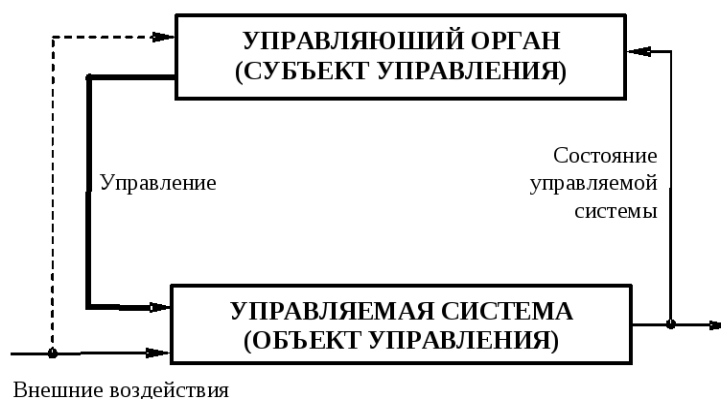 УПРАВЛЯЮШИЙ ОРГАН
(СУБЪЕКТ УПРАВЛЕНИЯ)
Управление
Состояние
управляемой
системы
УПРАВЛЯЕМАЯ СИСТЕМА
(ОБЪЕКТ УПРАВЛЕНИЯ)
Внешние воздействия